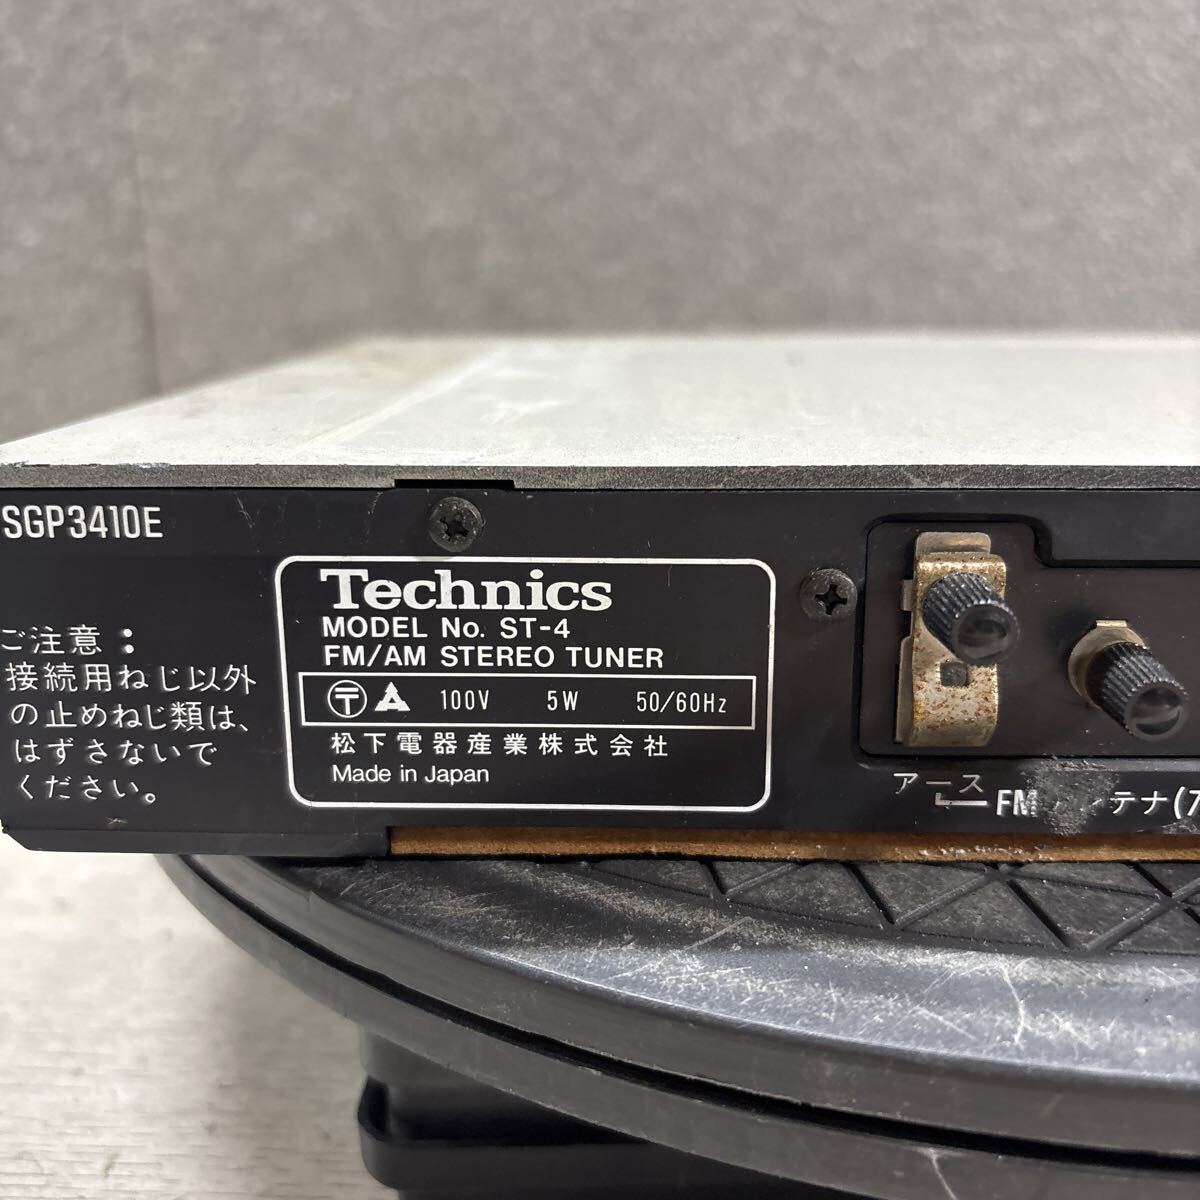 SGP3410E
ご注意：
接続用ねじ以外
の止めねじ類は、
はずさないで
ください。
Technics
MODEL No. ST-4
FM/AM STEREO TUNER
〒 A 100V 5W 50/60Hz
松下電器産業株式会社
Made in Japan
アース
FM
テナ(7